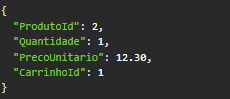 {
"ProdutoId": 2,
"Quantidade": 1,
"PrecoUnitario": 12.30,
"CarrinhoId": 1
}